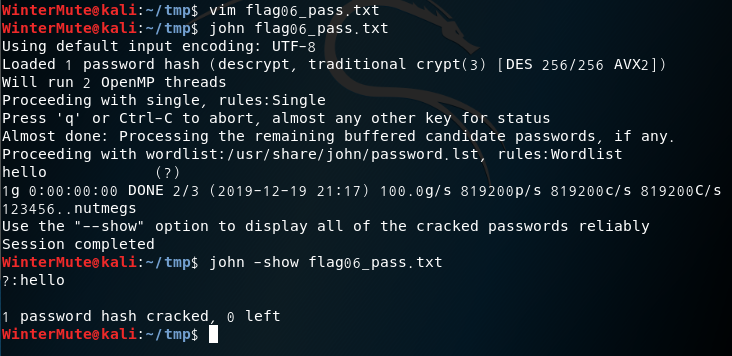 WinterMute@kali:~/tmp$ vim flag06_pass.txt
WinterMute@kali:~/tmp$ john flag06_pass.txt
Using default input encoding: UTF-8
Loaded 1 password hash (descrypt, traditional crypt(3) [DES 256/256 AVX2])
Will run 2 OpenMP threads
Proceeding with single, rules:Single
Press 'q' or Ctrl-C to abort, almost any other key for status
Almost done: Processing the remaining buffered candidate passwords, if any.
Proceeding with wordlist:/usr/share/john/password.lst, rules:Wordlist
hello            (?)
1g 0:00:00:00 DONE 2/3 (2019-12-19 21:17) 100.0g/s 819200p/s 819200c/s 819200C/s
123456..nutmegs
Use the "--show" option to display all of the cracked passwords reliably
Session completed
WinterMute@kali:~/tmp$ john -show flag06_pass.txt
?:hello
1 password hash cracked, 0 left
WinterMute@kali:~/tmp$